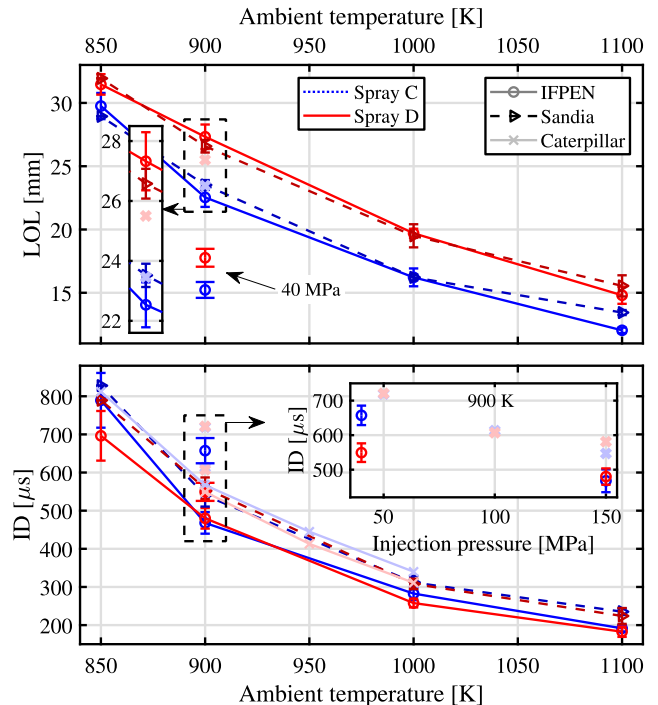 Ambient temperature [K]
850 900 950 1000 1050 1100
Spray C
Spray D
IFPEN
Sandia
Caterpillar
LOL [mm]
30
25
20
15
28
26
24
22
40 MPa
ID [μs]
800
700
600
500
400
300
200
900 K
ID [μs]
700
600
500
50 100 150
Injection pressure [MPa]
850 900 950 1000 1050 1100
Ambient temperature [K]